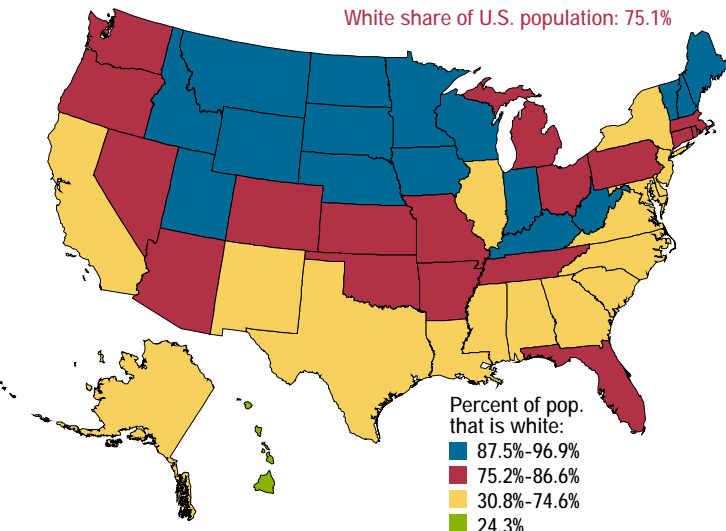 White share of U.S. population: 75.1%
Percent of pop.
that is white:
87.5%-96.9%
75.2%-86.6%
30.8%-74.6%
24.3%